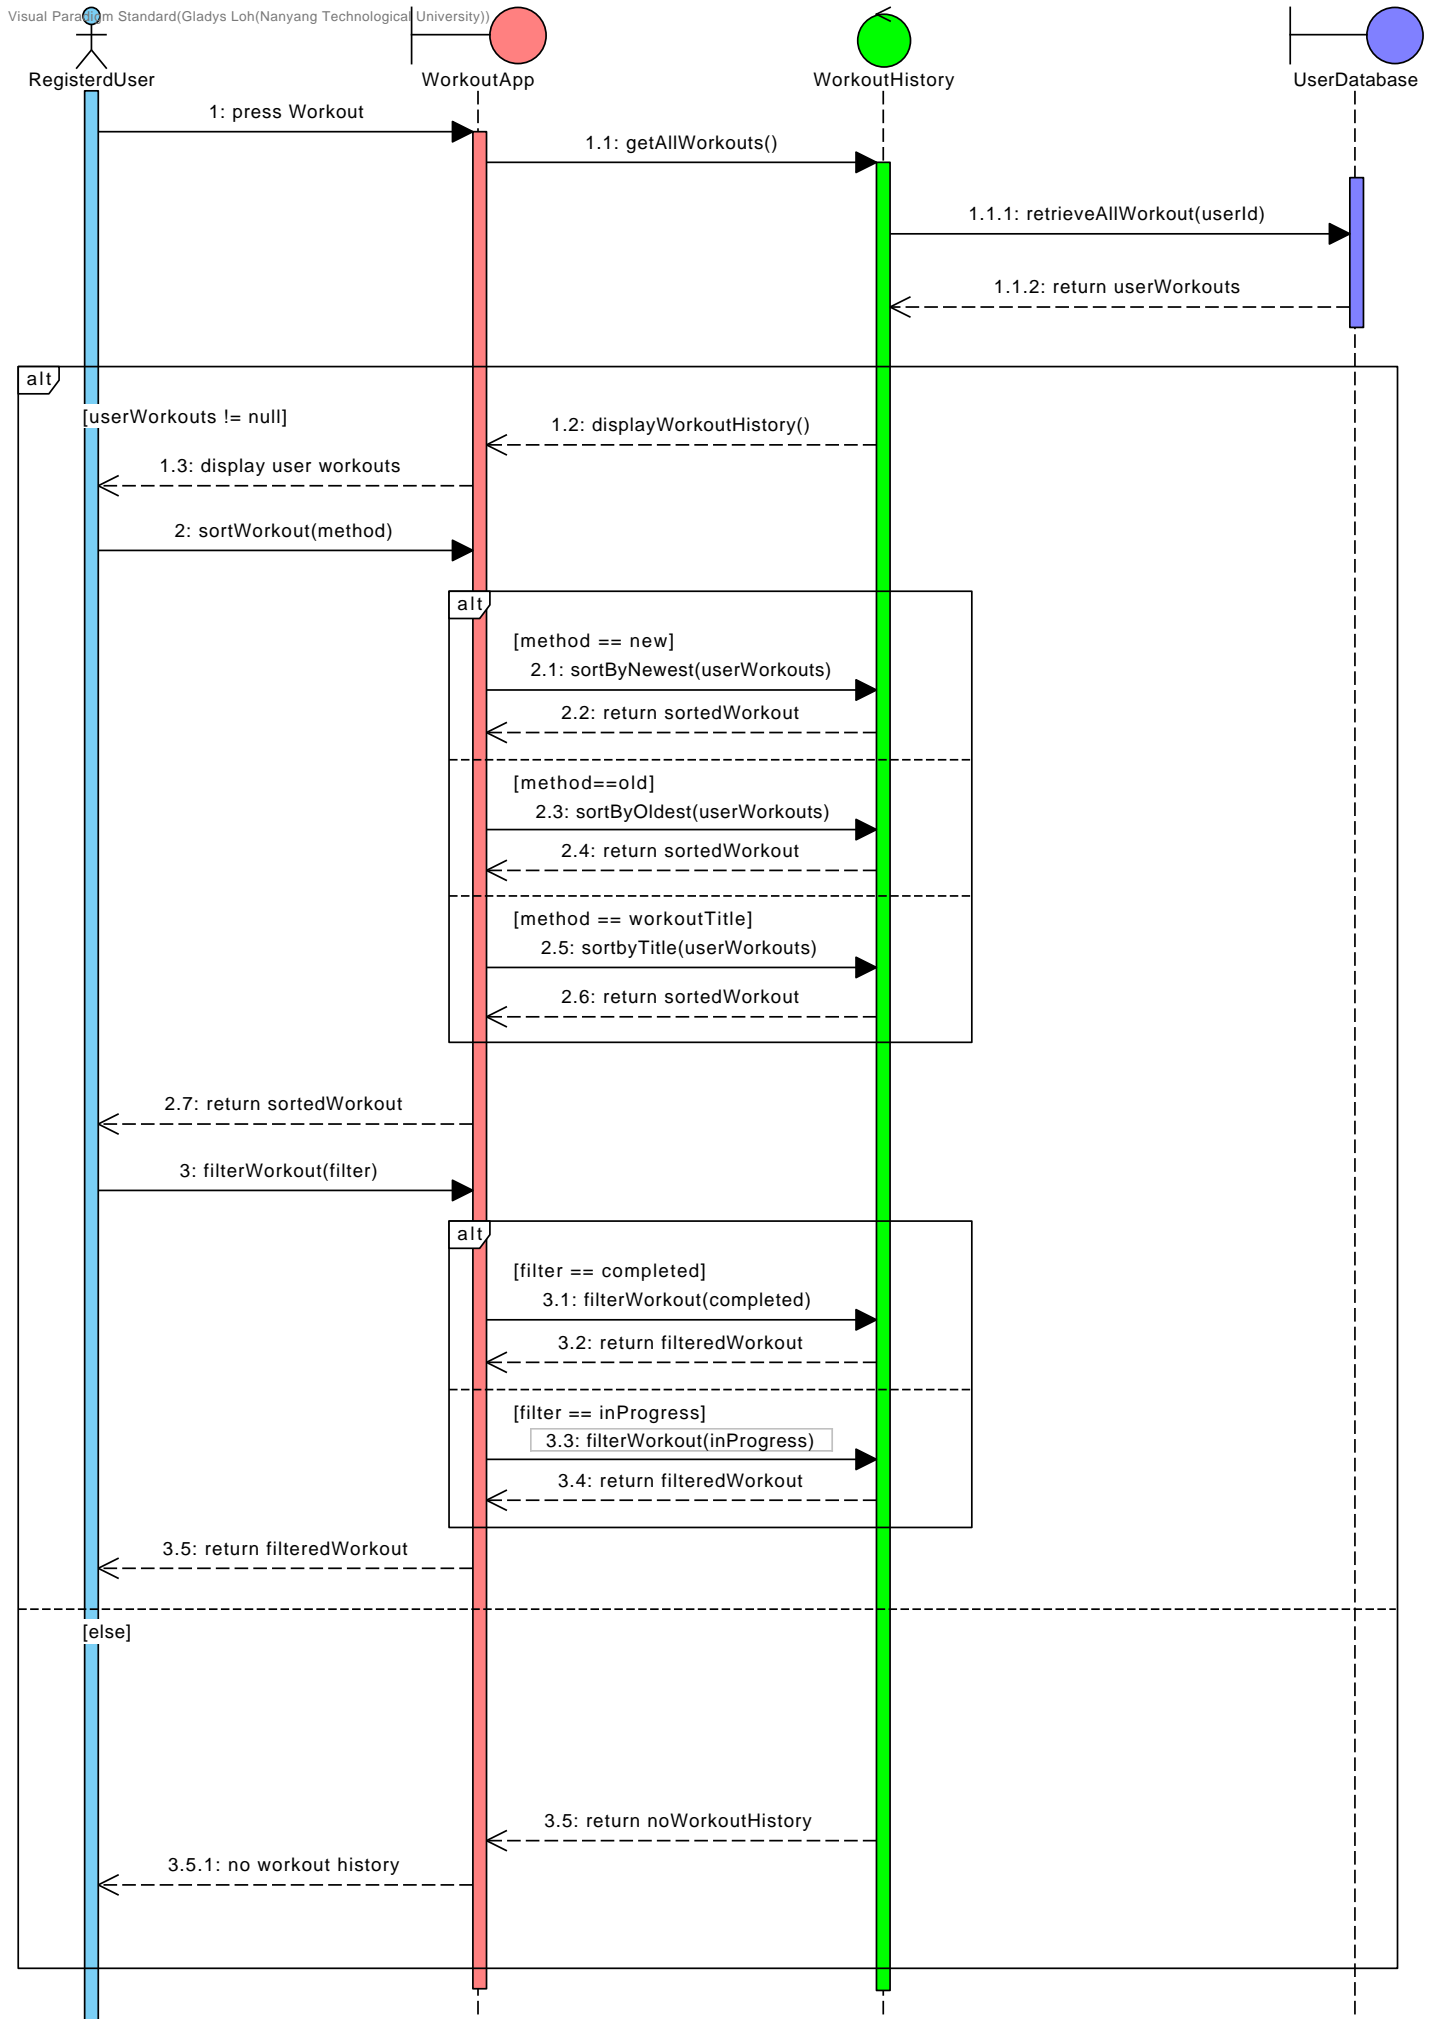 Visual Paradigm Standard(Gladys Loh(Nanyang Technological University))
RegisterdUser
WorkoutApp
WorkoutHistory
UserDatabase
1: press Workout
1.1: getAllWorkouts()
1.1.1: retrieveAllWorkout(userId)
1.1.2: return userWorkouts
alt
[userWorkouts != null]
1.2: displayWorkoutHistory()
1.3: display user workouts
2: sortWorkout(method)
alt
[method == new]
2.1: sortByNewest(userWorkouts)
2.2: return sortedWorkout
[method==old]
2.3: sortByOldest(userWorkouts)
2.4: return sortedWorkout
[method == workoutTitle]
2.5: sortbyTitle(userWorkouts)
2.6: return sortedWorkout
2.7: return sortedWorkout
3: filterWorkout(filter)
alt
[filter == completed]
3.1: filterWorkout(completed)
3.2: return filteredWorkout
[filter == inProgress]
3.3: filterWorkout(inProgress)
3.4: return filteredWorkout
3.5: return filteredWorkout
[else]
3.5: return noWorkoutHistory
3.5.1: no workout history